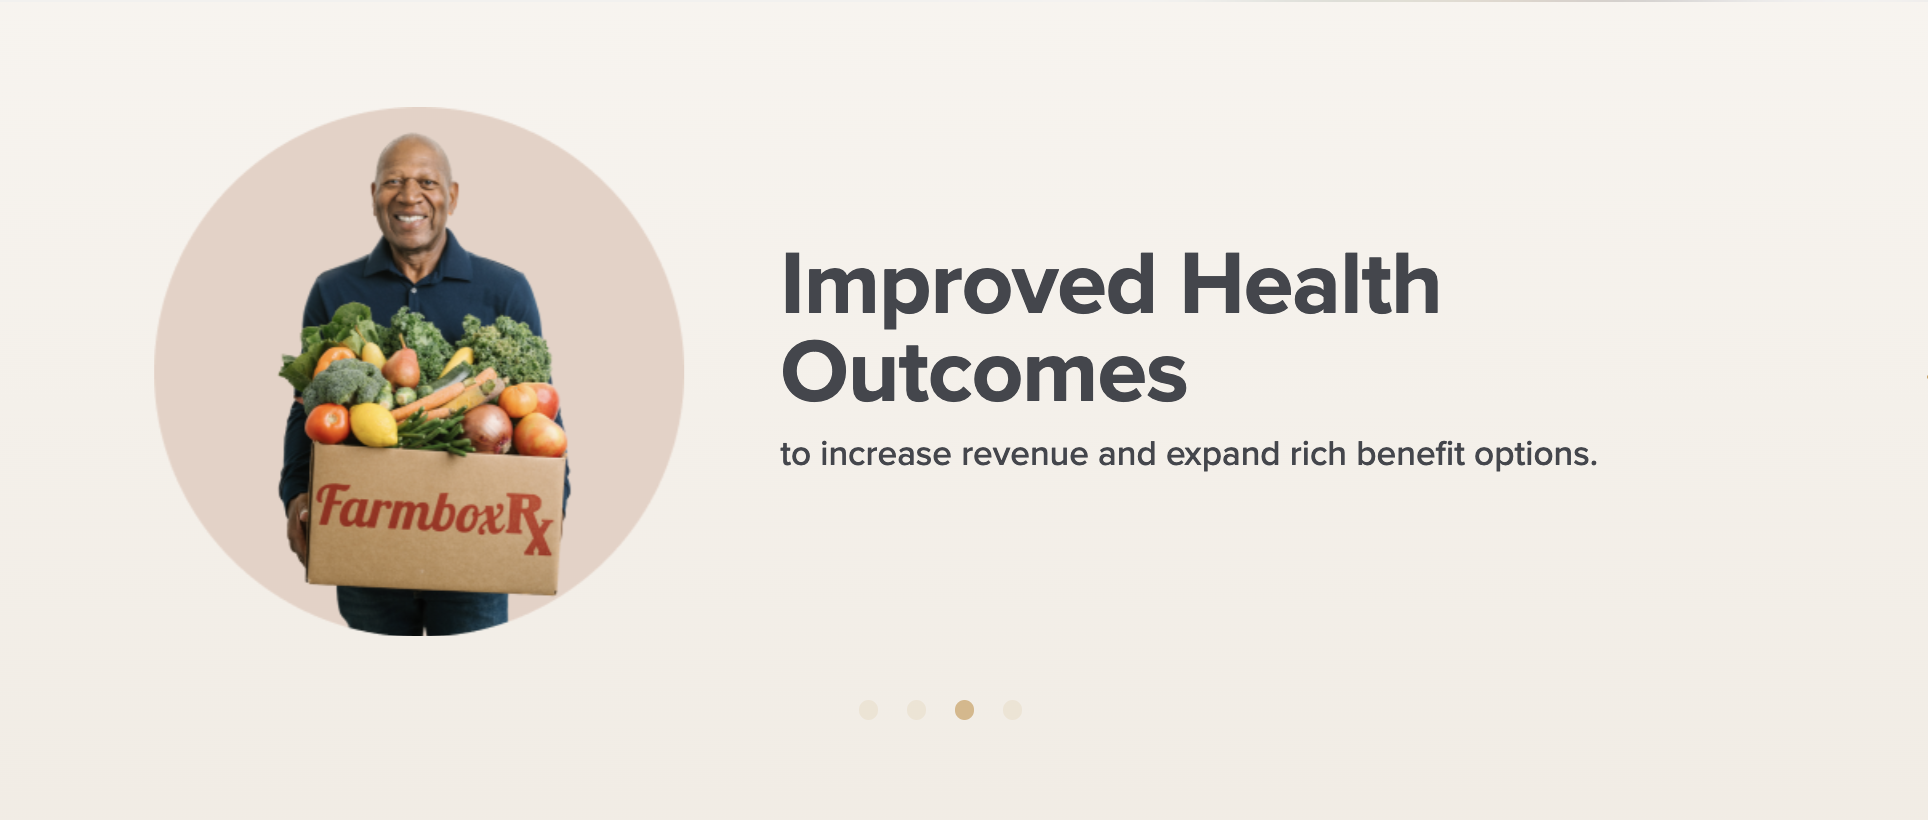 Improved Health
Outcomes
to increase revenue and expand rich benefit options.
FarmboxRx